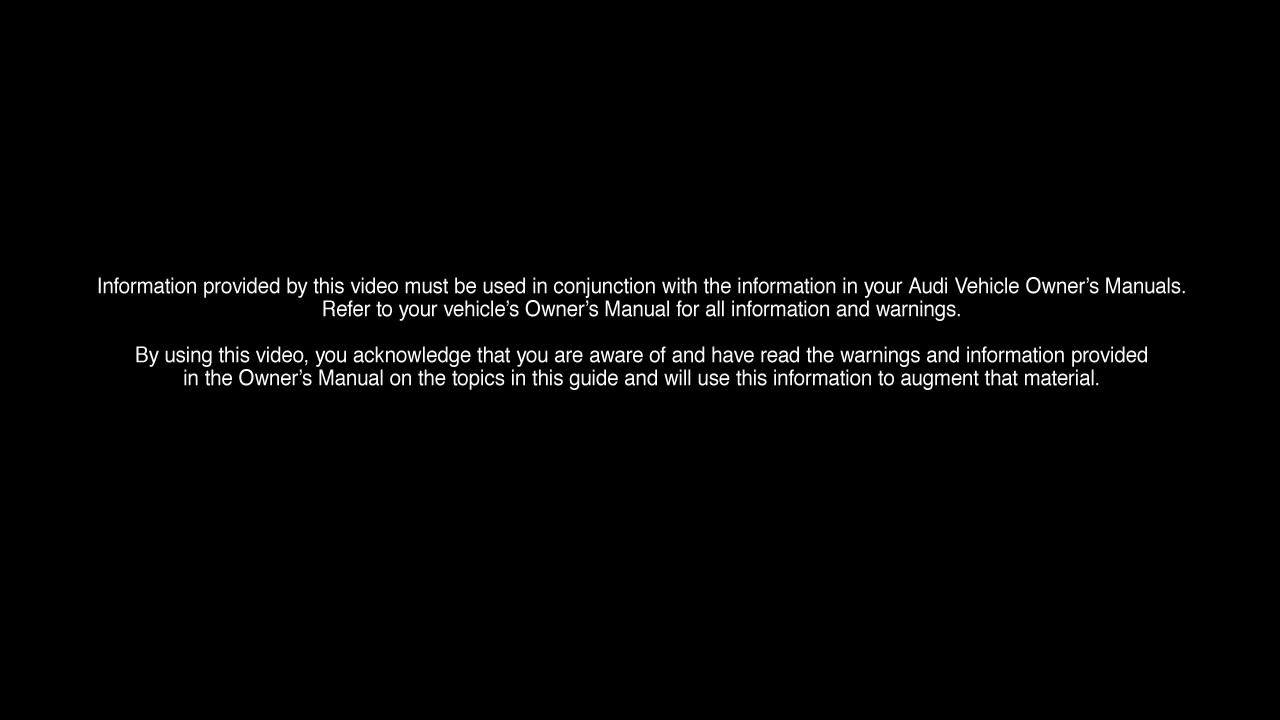 Information provided by this video must be used in conjunction with the information in your Audi Vehicle Owner’s Manuals.
Refer to your vehicle’s Owner’s Manual for all information and warnings.
By using this video, you acknowledge that you are aware of and have read the warnings and information provided
in the Owner’s Manual on the topics in this guide and will use this information to augment that material.